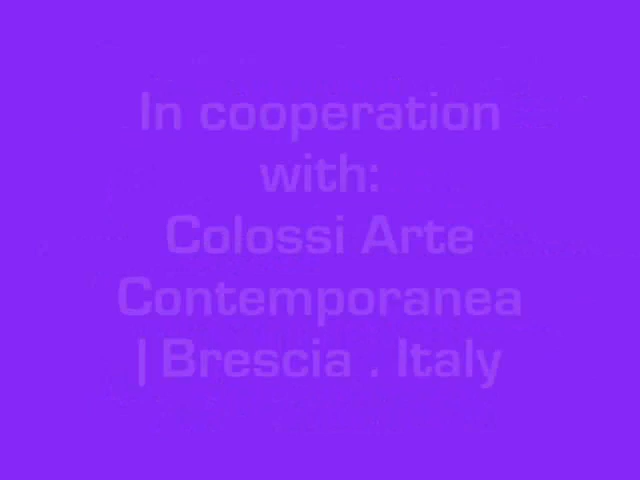 In cooperation
with:
Colossi Arte
Contemporanea
| Brescia . Italy